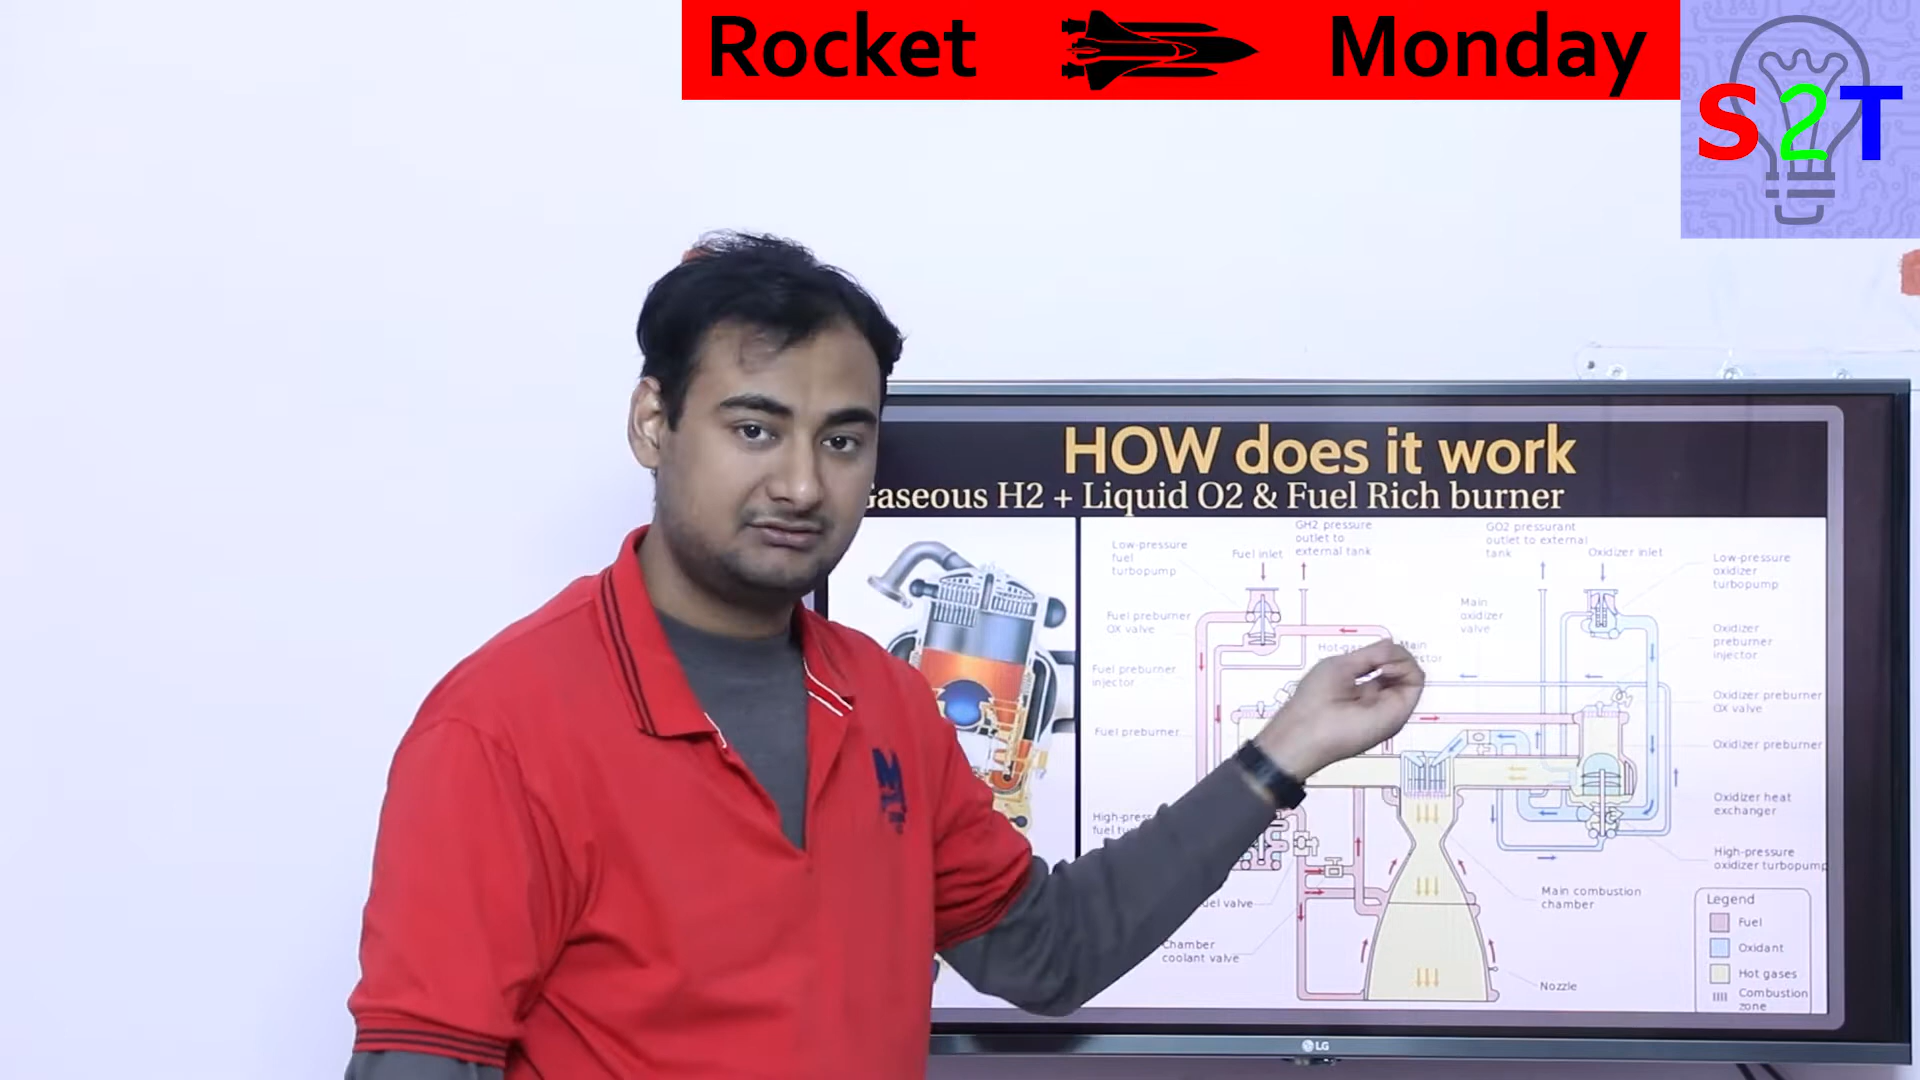 Rocket Monday
S2T
HOW does it work
Gaseous H2 + Liquid O2 & Fuel Rich burner
Low-pressure
fuel
turbopump
Fuel inlet
GH2 pressure
outlet to
external tank
GO2 pressurant
outlet to external
tank
Oxidizer inlet
Low-pressure
oxidizer
turbopump
Fuel preburner
OX valve
Main
oxidizer
valve
Oxidizer
preburner
injector
Fuel preburner
injector
Main
Oxidizer preburner
OX valve
Fuel preburner
Oxidizer preburner
Oxidizer heat
exchanger
fuel
High-pressure
oxidizer turbopump
valve
Main combustion
chamber
Chamber
coolant valve
Nozzle
Legend
Fuel
Oxidant
Hot gases
Combustion
zone
M
LG